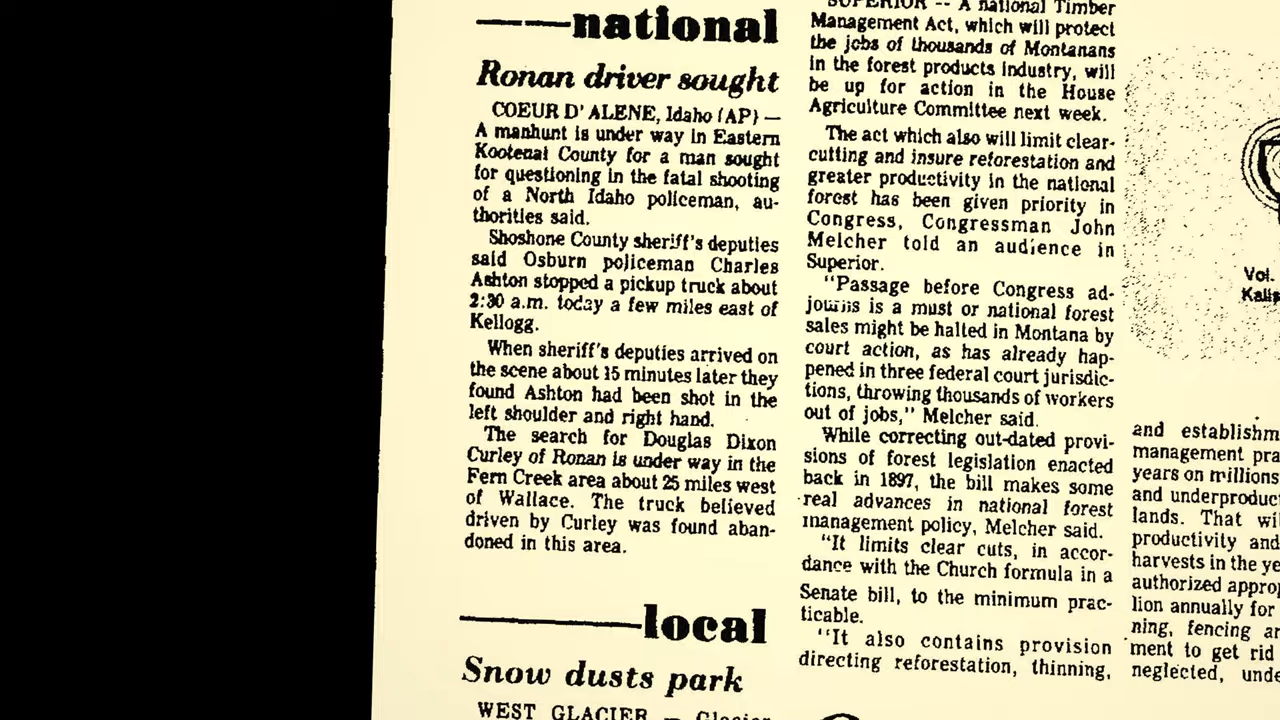 national
Ronan driver sought
COEUR D'ALENE, Idaho (AP) —
A manhunt is under way in Eastern
Kootenai County for a man sought
for questioning in the fatal shooting
of a North Idaho policeman, au-
thorities said.
Shoshone County sheriff's deputies
said Osburn policeman Charles
Ashton stopped a pickup truck about
2:30 a.m. today a few miles east of
Kellogg.
When sheriff's deputies arrived on
the scene about 15 minutes later they
found Ashton had been shot in the
left shoulder and right hand.
The search for Douglas Dixon
Curley of Ronan is under way in the
Fern Creek area about 25 miles west
of Wallace. The truck believed
driven by Curley was found aban-
doned in this area.
local
Snow dusts park
WEST GLACIER — Glacier
SUPERIOR -- A national Timber
Management Act, which will protect
the jobs of thousands of Montanans
in the forest products industry, will
be up for action in the House
Agriculture Committee next week.
The act which also will limit clear-
cutting and insure reforestation and
greater productivity in the national
forest has been given priority in
Congress, Congressman John
Melcher told an audience in
Superior.
"Passage before Congress ad-
journs is a must or national forest
sales might be halted in Montana by
court action, as has already hap-
pened in three federal court jurisdic-
tions, throwing thousands of workers
out of jobs," Melcher said.
While correcting out-dated provi-
sions of forest legislation enacted
back in 1897, the bill makes some
real advances in national forest
management policy, Melcher said.
"It limits clear cuts, in accor-
dance with the Church formula in a
Senate bill, to the minimum prac-
ticable.
"It also contains provision
directing reforestation, thinning,
Vol.
Kalis
and establishm
management pra
years on millions
and underproduc
lands. That wi
productivity and
harvests in the ye
authorized approp
lion annually for
ning, fencing an
ment to get rid
neglected, unde